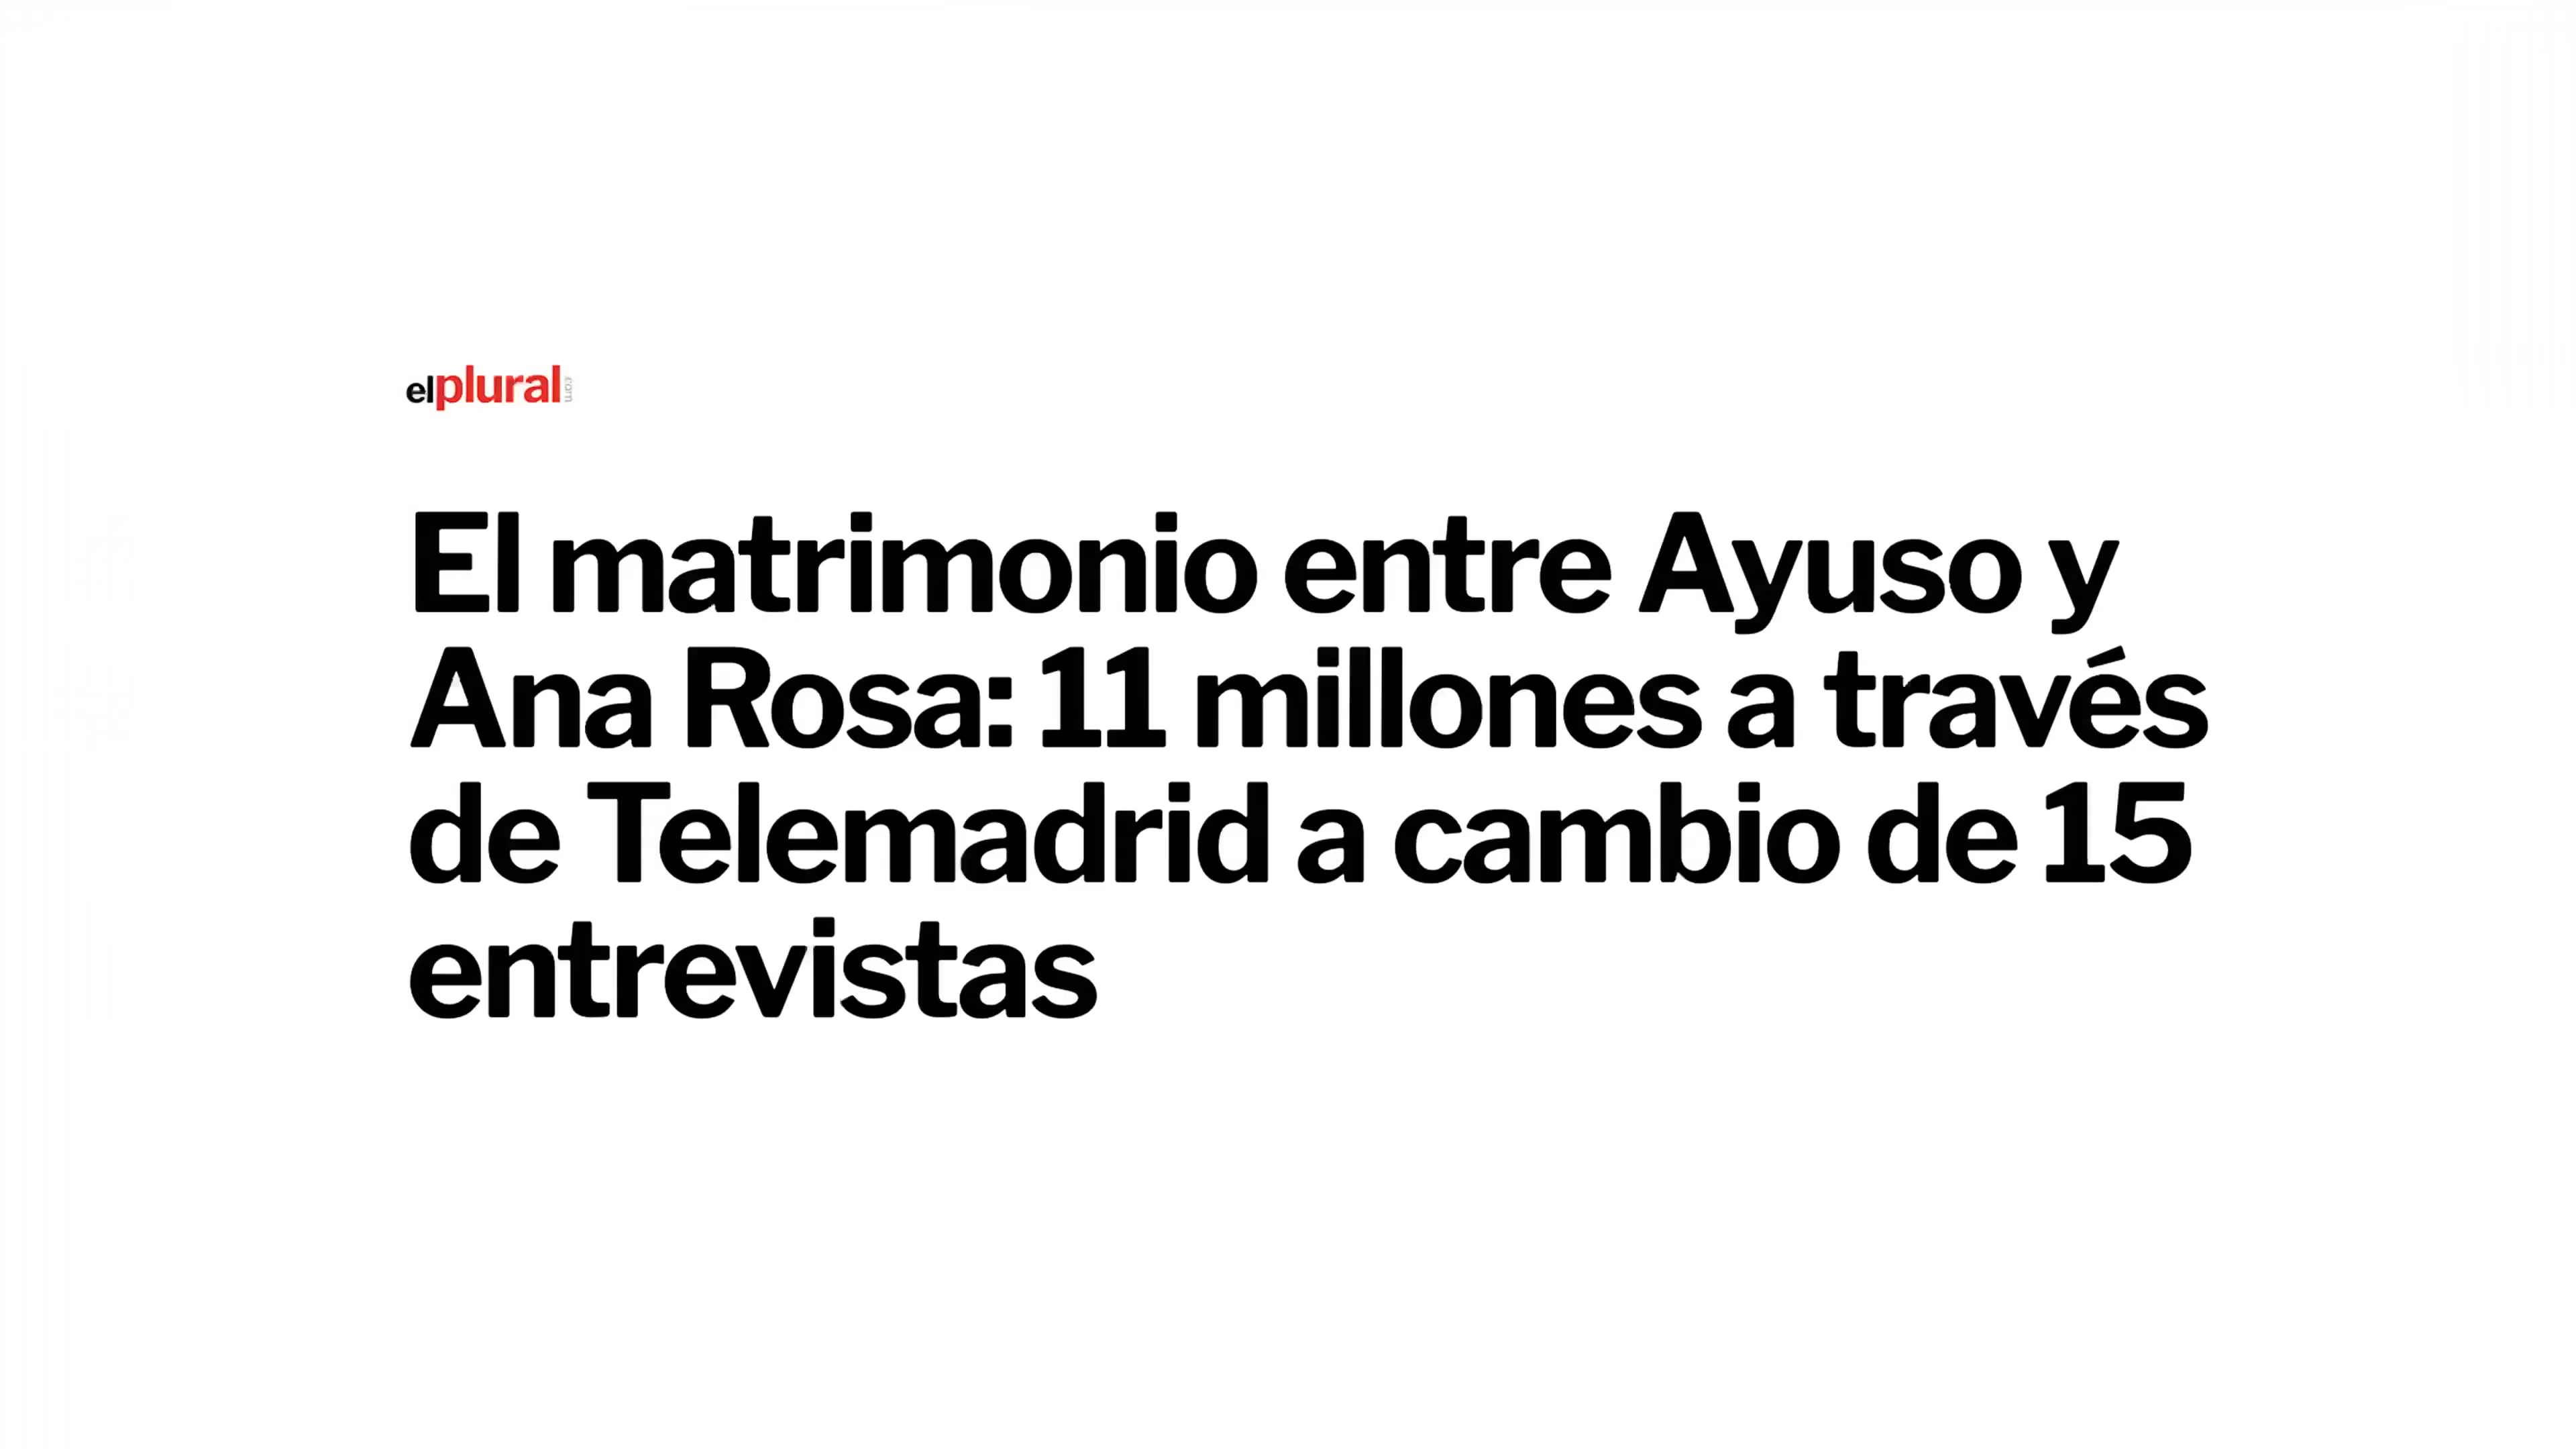 elplural.com
El matrimonio entre Ayuso y
Ana Rosa: 11 millones a través
de Telemadrid a cambio de 15
entrevistas